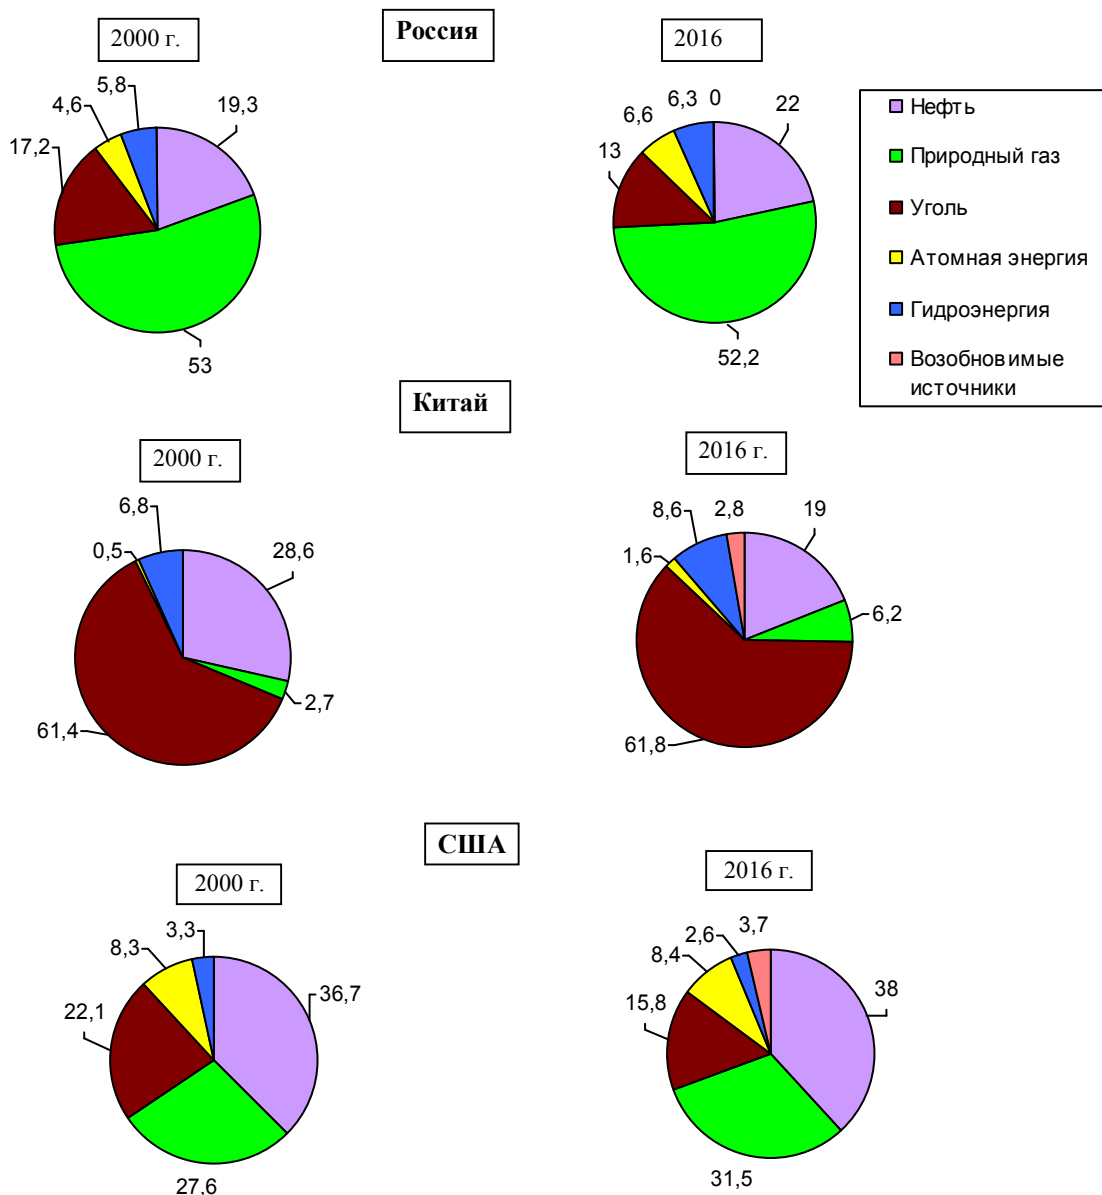 Россия
2000 г.
2016
5,8
19,3
4,6
17,2
53
6,3
0
22
6,6
13
52,2
Нефть
Природный газ
Уголь
Атомная энергия
Гидроэнергия
Возобновимые
источники
Китай
2000 г.
2016 г.
6,8
28,6
0,5
2,7
61,4
8,6
2,8
19
1,6
6,2
61,8
США
2000 г.
2016 г.
3,3
8,3
36,7
22,1
27,6
2,6
3,7
8,4
38
15,8
31,5